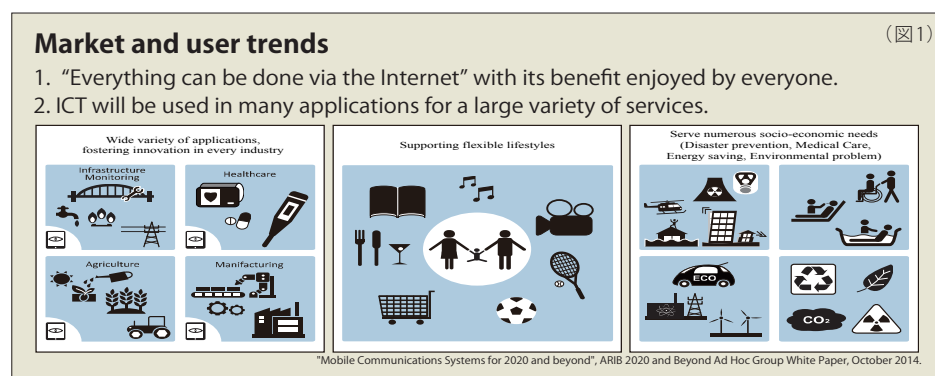 (図1)
Market and user trends
1. “Everything can be done via the Internet” with its benefit enjoyed by everyone.
2. ICT will be used in many applications for a large variety of services.
Wide variety of applications,
fostering innovation in every industry
Infrastructure
Monitoring
Healthcare
Agriculture
Manifacturing
Supporting flexible lifestyles
Serve numerous socio-economic needs
(Disaster prevention, Medical Care,
Energy saving, Environmental problem)
ECO
CO₂
"Mobile Communications Systems for 2020 and beyond", ARIB 2020 and Beyond Ad Hoc Group White Paper, October 2014.